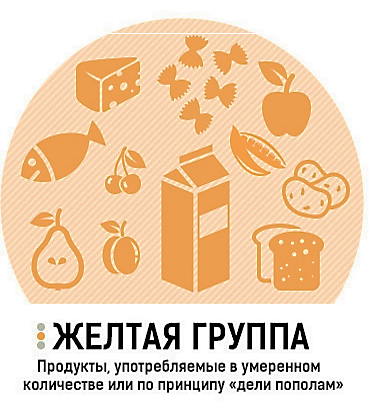 ЖЕЛТАЯ ГРУППА
Продукты, употребляемые в умеренном
количестве или по принципу «дели пополам»